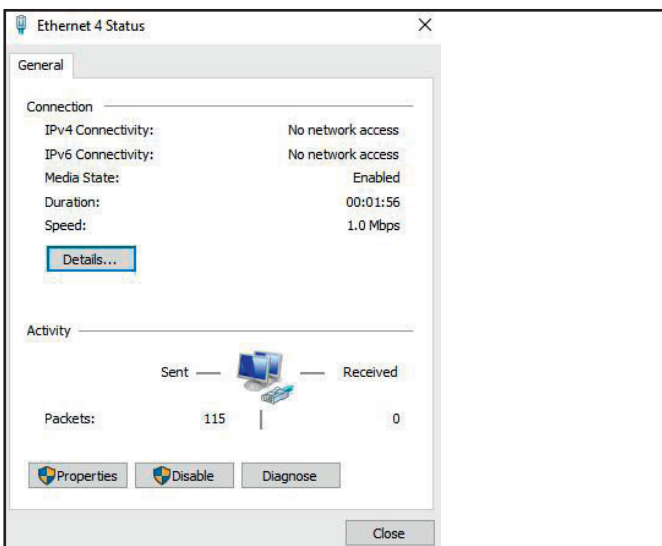 Ethernet 4 Status
General
Connection
IPv4 Connectivity: No network access
IPv6 Connectivity: No network access
Media State: Enabled
Duration: 00:01:56
Speed: 1.0 Mbps
Details...
Activity
Sent Received
Packets: 115 0
Properties Disable Diagnose
Close